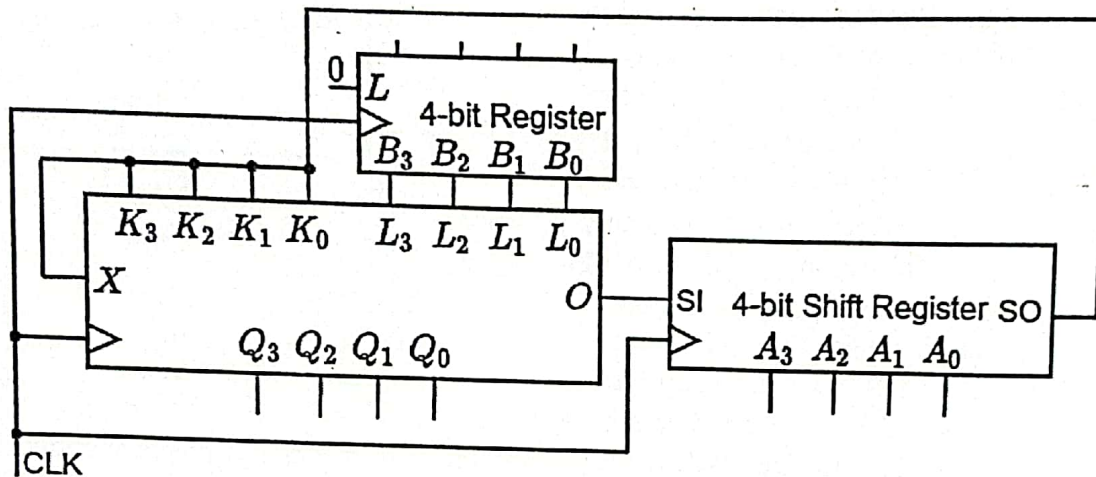 0
L
4-bit Register
B₃ B₂ B₁ B₀
K₃ K₂ K₁ K₀ L₃ L₂ L₁ L₀
X
O
SI 4-bit Shift Register SO
Q₃ Q₂ Q₁ Q₀
A₃ A₂ A₁ A₀
CLK